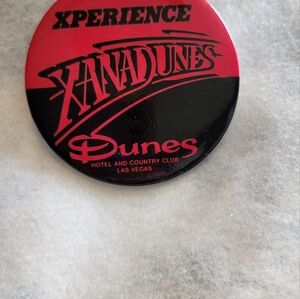 XPERIENCE
XANADUNES
Dunes
HOTEL AND COUNTRY CLUB
LAS VEGAS